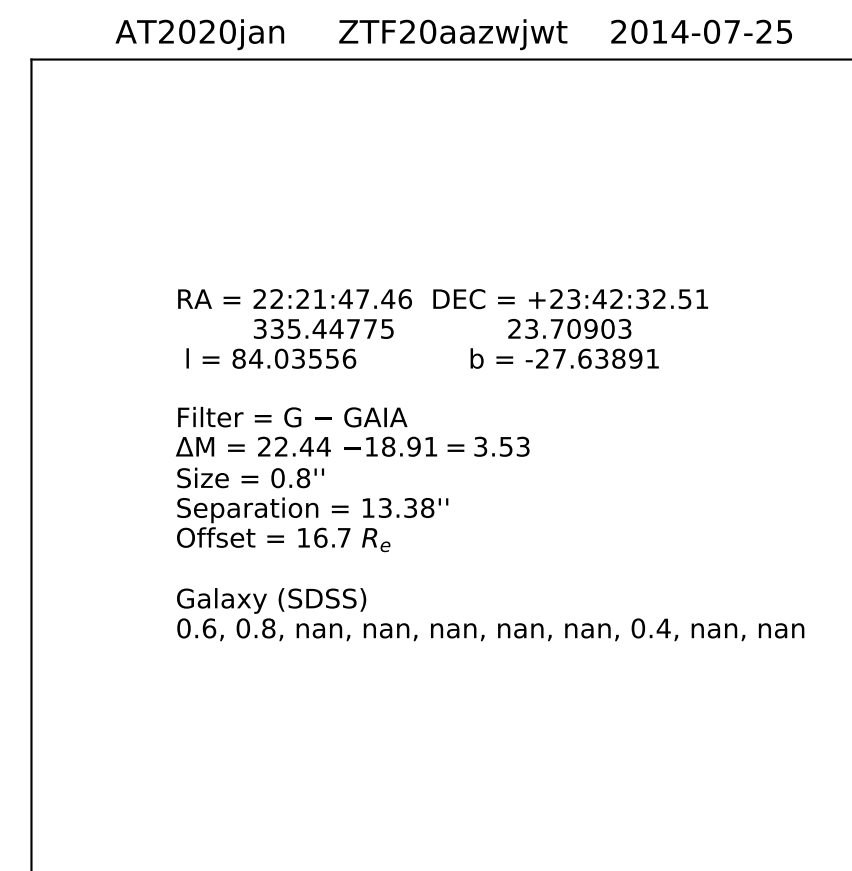 AT2020jan ZTF20aazwjwt 2014-07-25
RA = 22:21:47.46 DEC = +23:42:32.51
335.44775 23.70903
l = 84.03556 b = -27.63891
Filter = G − GAIA
ΔM = 22.44 −18.91 = 3.53
Size = 0.8''
Separation = 13.38''
Offset = 16.7 Re
Galaxy (SDSS)
0.6, 0.8, nan, nan, nan, nan, nan, 0.4, nan, nan